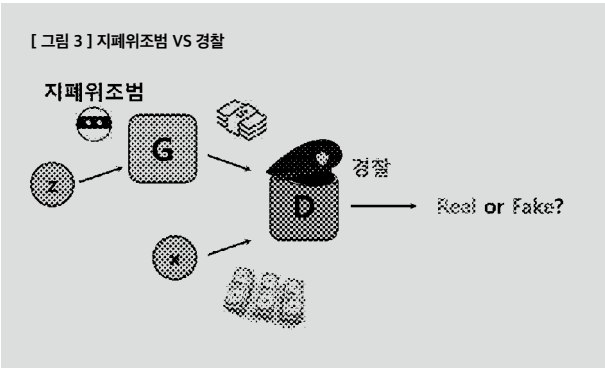 [ 그림 3 ] 지폐위조범 VS 경찰
지폐위조범
G
z
경찰
D
Real or Fake?
x